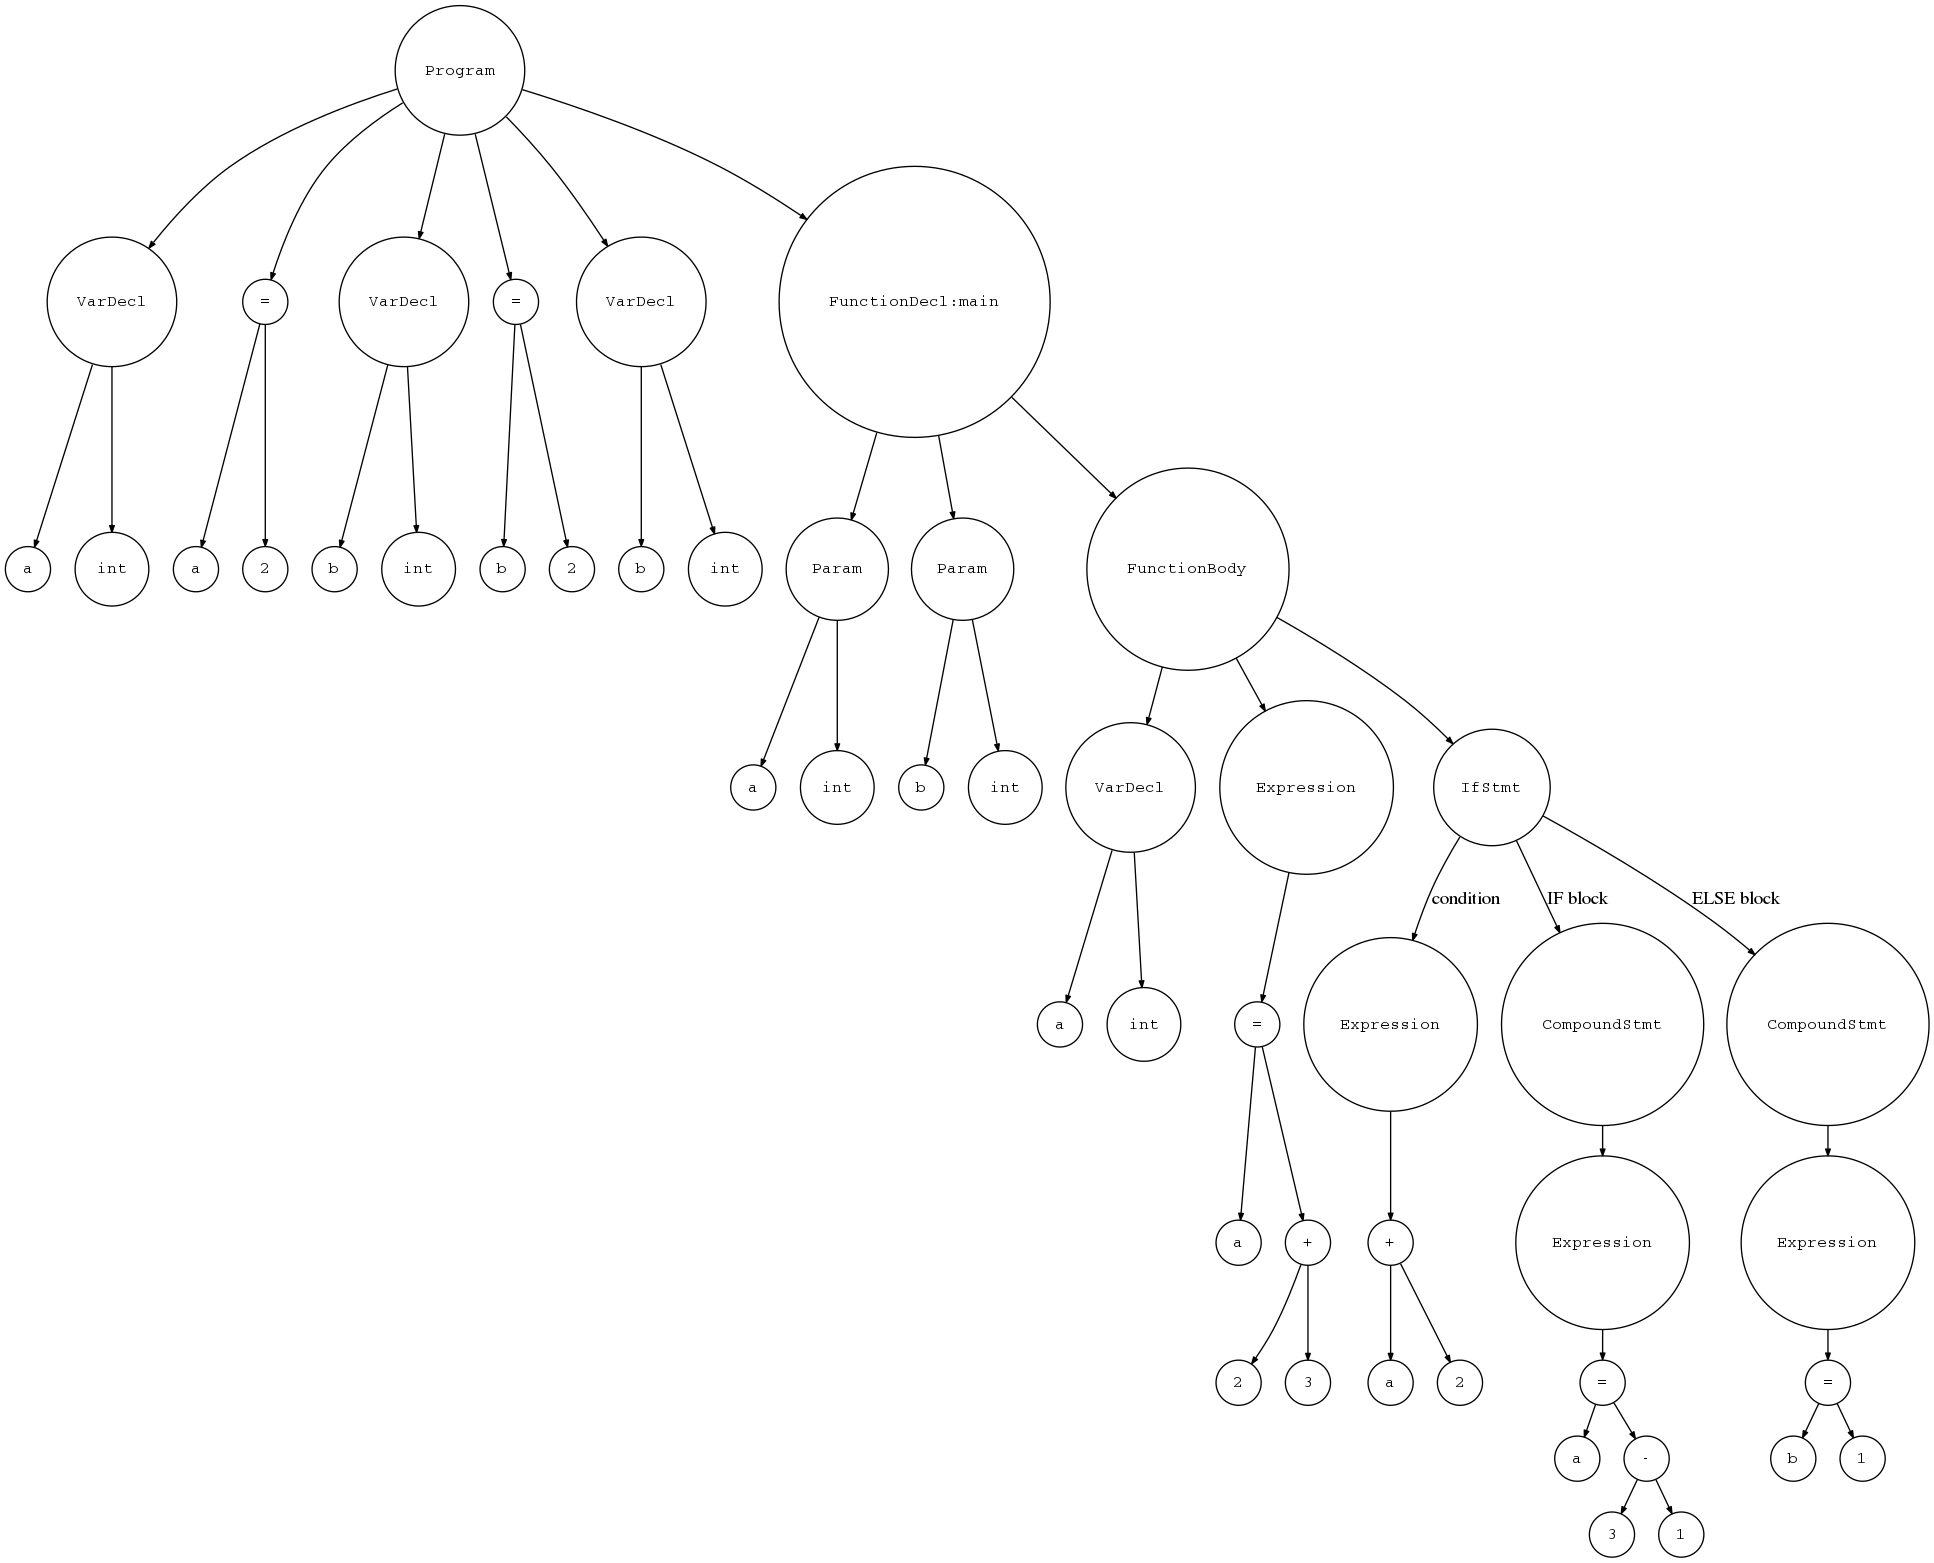 Program
VarDecl
=
VarDecl
=
VarDecl
FunctionDecl:main
a
int
a
2
b
int
b
2
b
int
Param
Param
FunctionBody
a
int
b
int
VarDecl
Expression
IfStmt
condition
IF block
ELSE block
a
int
=
Expression
CompoundStmt
CompoundStmt
a
+
+
Expression
Expression
2
3
a
2
=
=
a
-
b
1
3
1